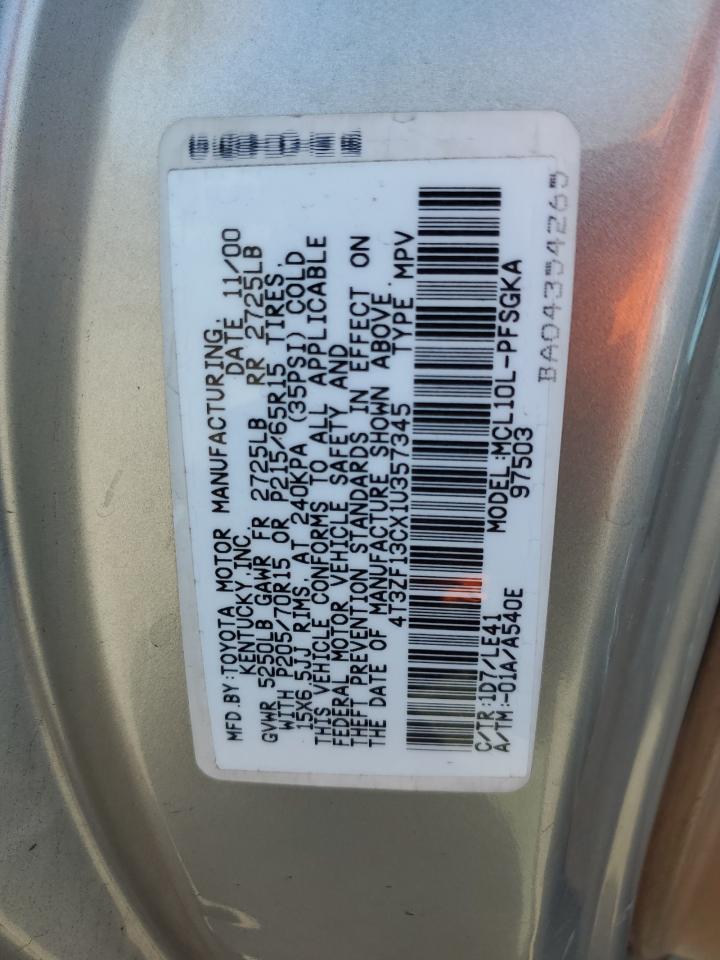 MFD.BY:TOYOTA MOTOR MANUFACTURING,
KENTUCKY,INC. DATE 11/00
GVWR 5250LB GAWR FR 2725LB RR 2725LB
WITH P205/70R15 OR P215/65R15 TIRES,
15X6.5JJ RIMS, AT 240KPA (35PSI) COLD
THIS VEHICLE CONFORMS TO ALL APPLICABLE
FEDERAL MOTOR VEHICLE SAFETY AND
THEFT PREVENTION STANDARDS IN EFFECT ON
THE DATE OF MANUFACTURE SHOWN ABOVE.
4T3ZF13CX1U357345 TYPE MPV
C/TR:1D7/LE41 MODEL:MCL10L-PFSGKA
A/TM:-01A/A540E 97503